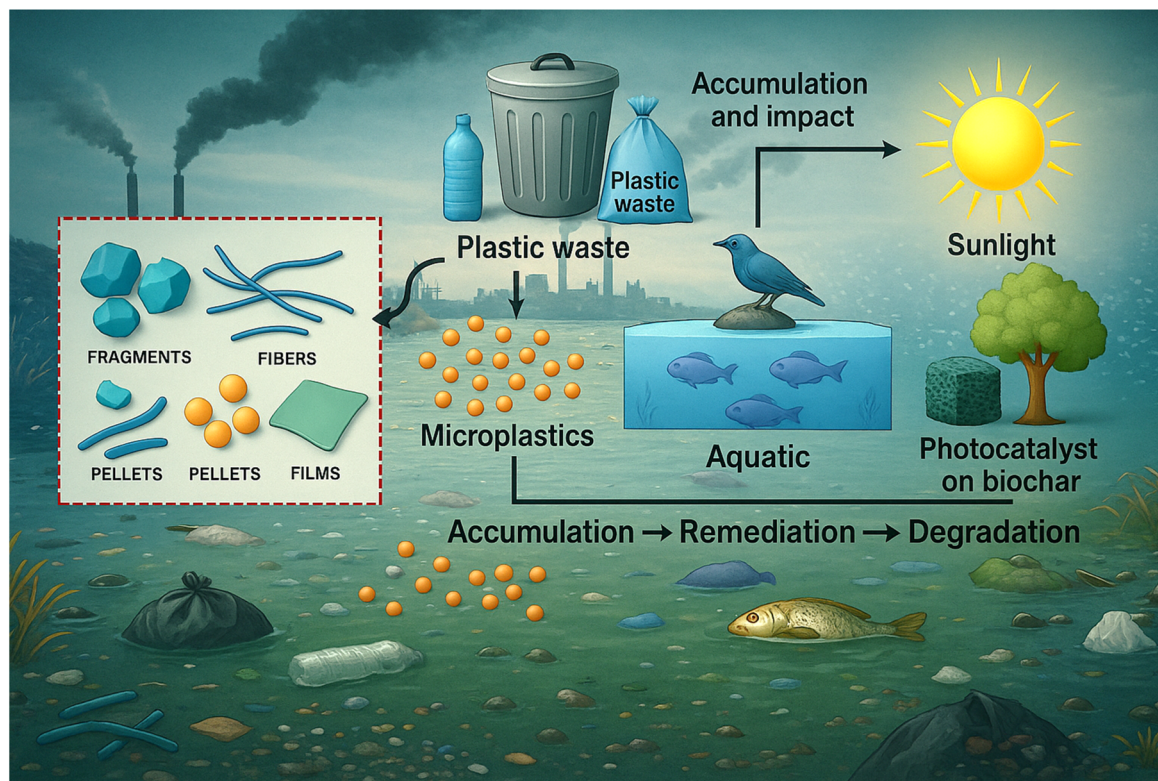 Accumulation
and impact
Plastic
waste
Plastic waste
Sunlight
FRAGMENTS
FIBERS
PELLETS
PELLETS
FILMS
Microplastics
Aquatic
Photocatalyst
on biochar
Accumulation → Remediation → Degradation